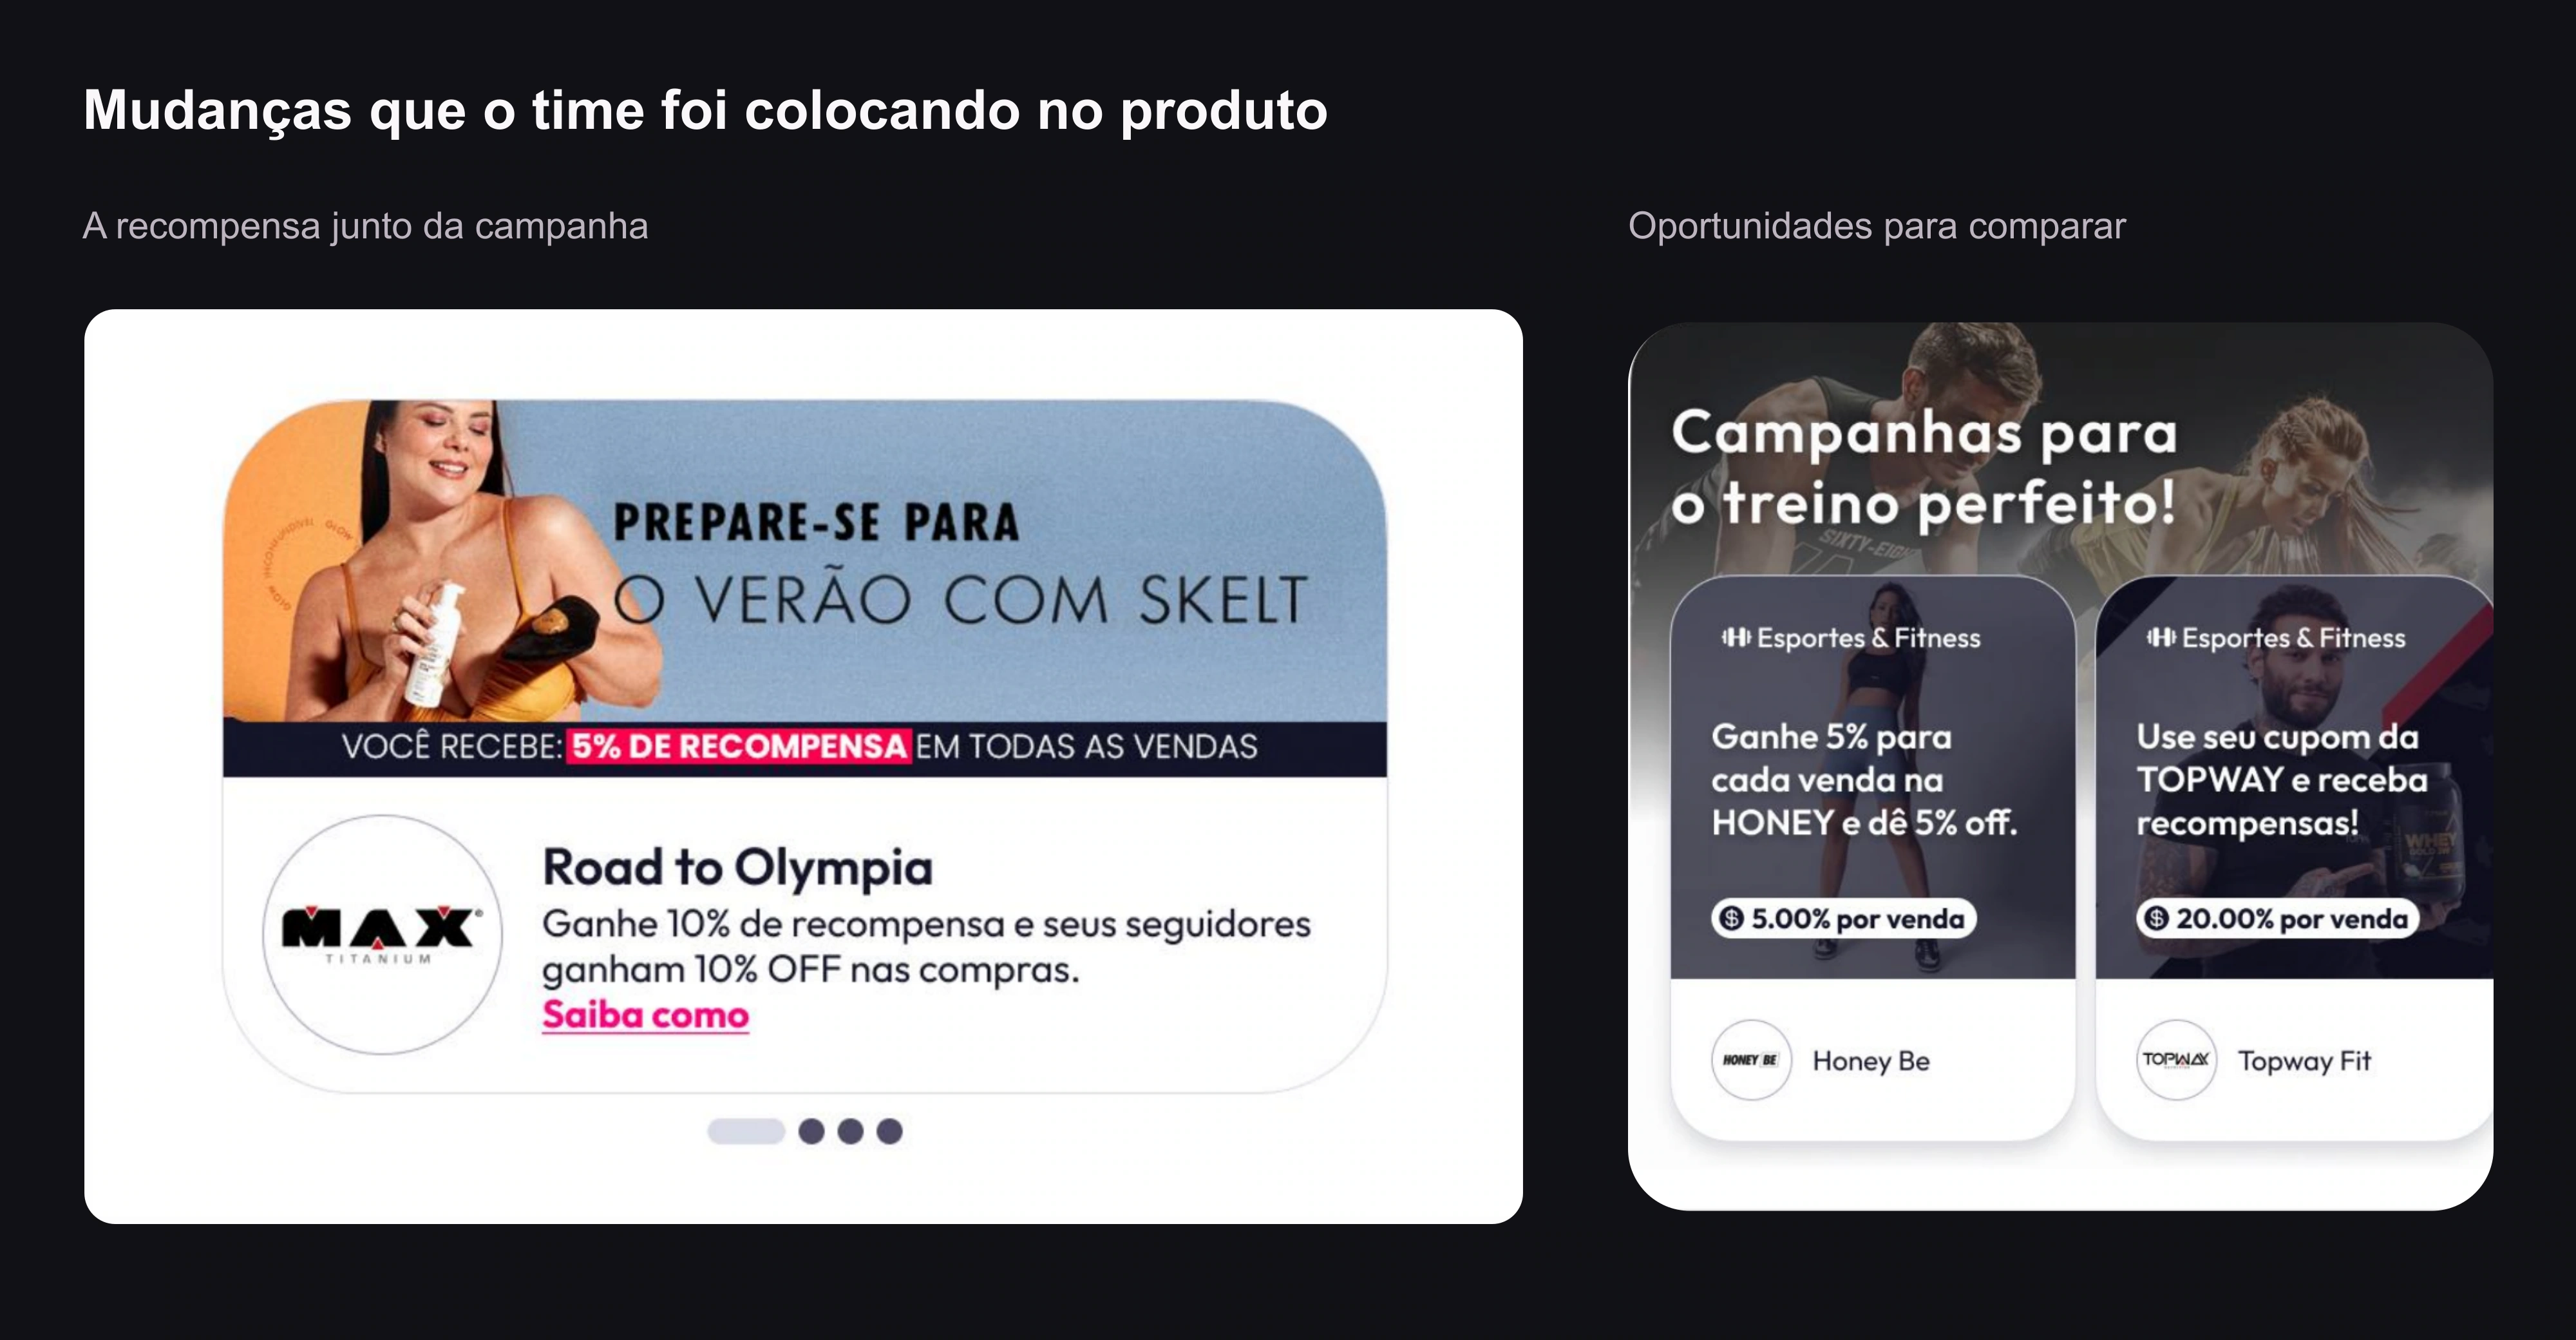 Mudanças que o time foi colocando no produto
A recompensa junto da campanha
PREPARE-SE PARA
O VERÃO COM SKELT
VOCÊ RECEBE: 5% DE RECOMPENSA EM TODAS AS VENDAS
MAX
TITANIUM
Road to Olympia
Ganhe 10% de recompensa e seus seguidores
ganham 10% OFF nas compras.
Saiba como
Oportunidades para comparar
Campanhas para
o treino perfeito!
SIXTY-EIGHT
Esportes & Fitness
Ganhe 5% para
cada venda na
HONEY e dê 5% off.
5.00% por venda
HONEY BE
Honey Be
Esportes & Fitness
Use seu cupom da
TOPWAY e receba
recompensas!
WHEY
20.00% por venda
TOPWAY
Topway Fit